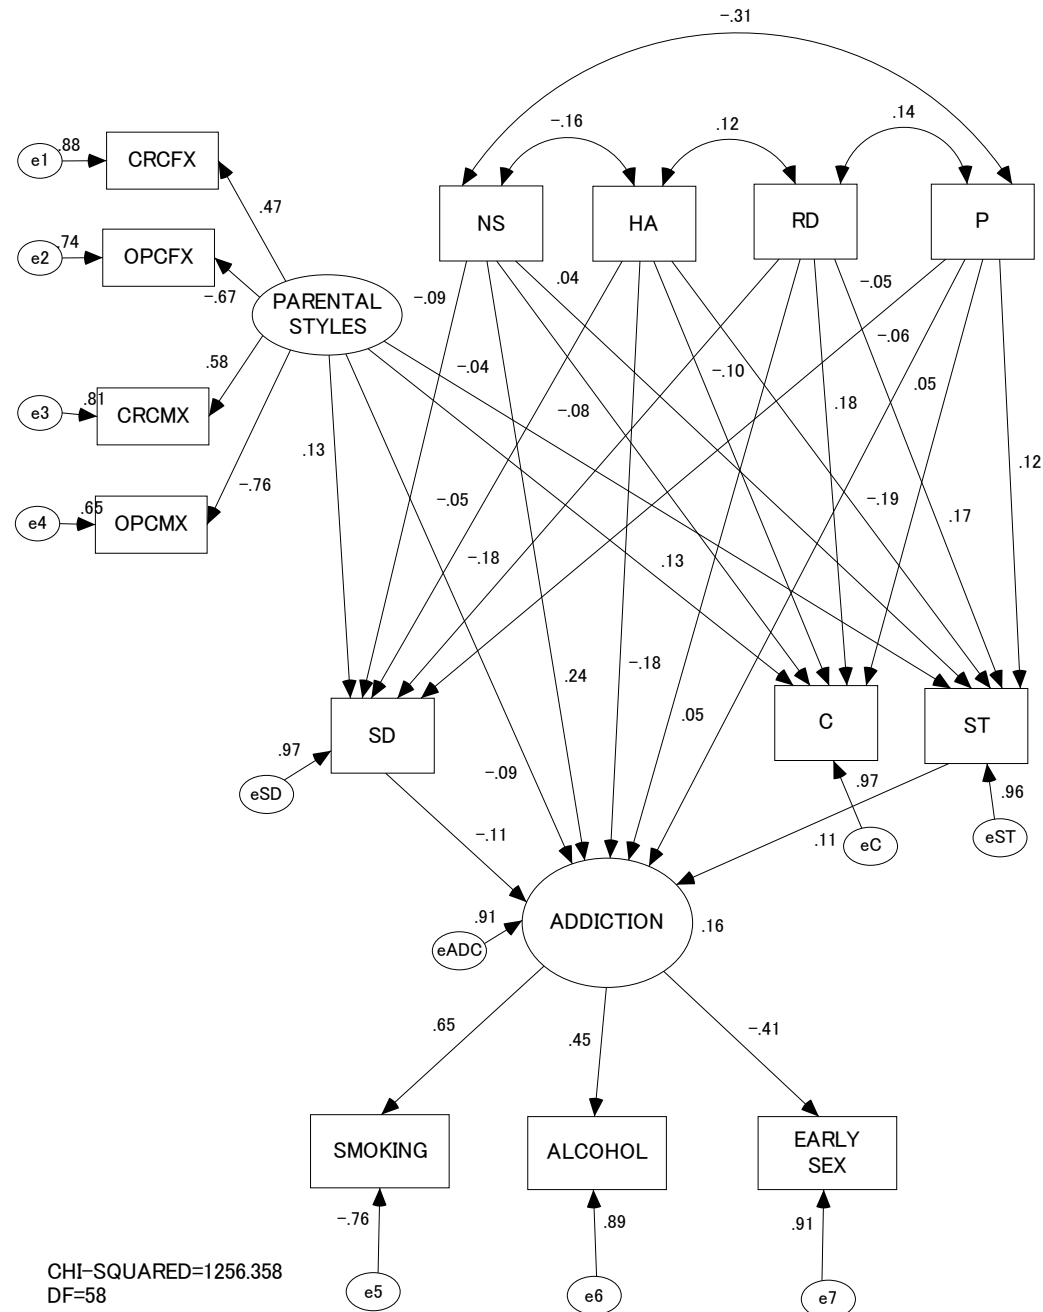 -.31
-.16
.12
.14
e1
.88
CRCFX
NS
HA
RD
P
.47
e2
.74
OPCFX
-.67
PARENTAL
STYLES
-.09
.04
-.05
.58
-.04
-.10
-.06
e3
.81
CRCMX
-.08
.18
.05
.13
-.76
-.05
-.19
.12
e4
.65
OPCMX
-.18
.13
.17
.24
-.18
.05
SD
C
ST
.97
eSD
-.09
.97
.96
-.11
.11
eC
eST
.91
eADC
ADDICTION
.16
.65
.45
-.41
SMOKING
ALCOHOL
EARLY
SEX
-.76
.89
.91
e5
e6
e7
CHI-SQUARED=1256.358
DF=58